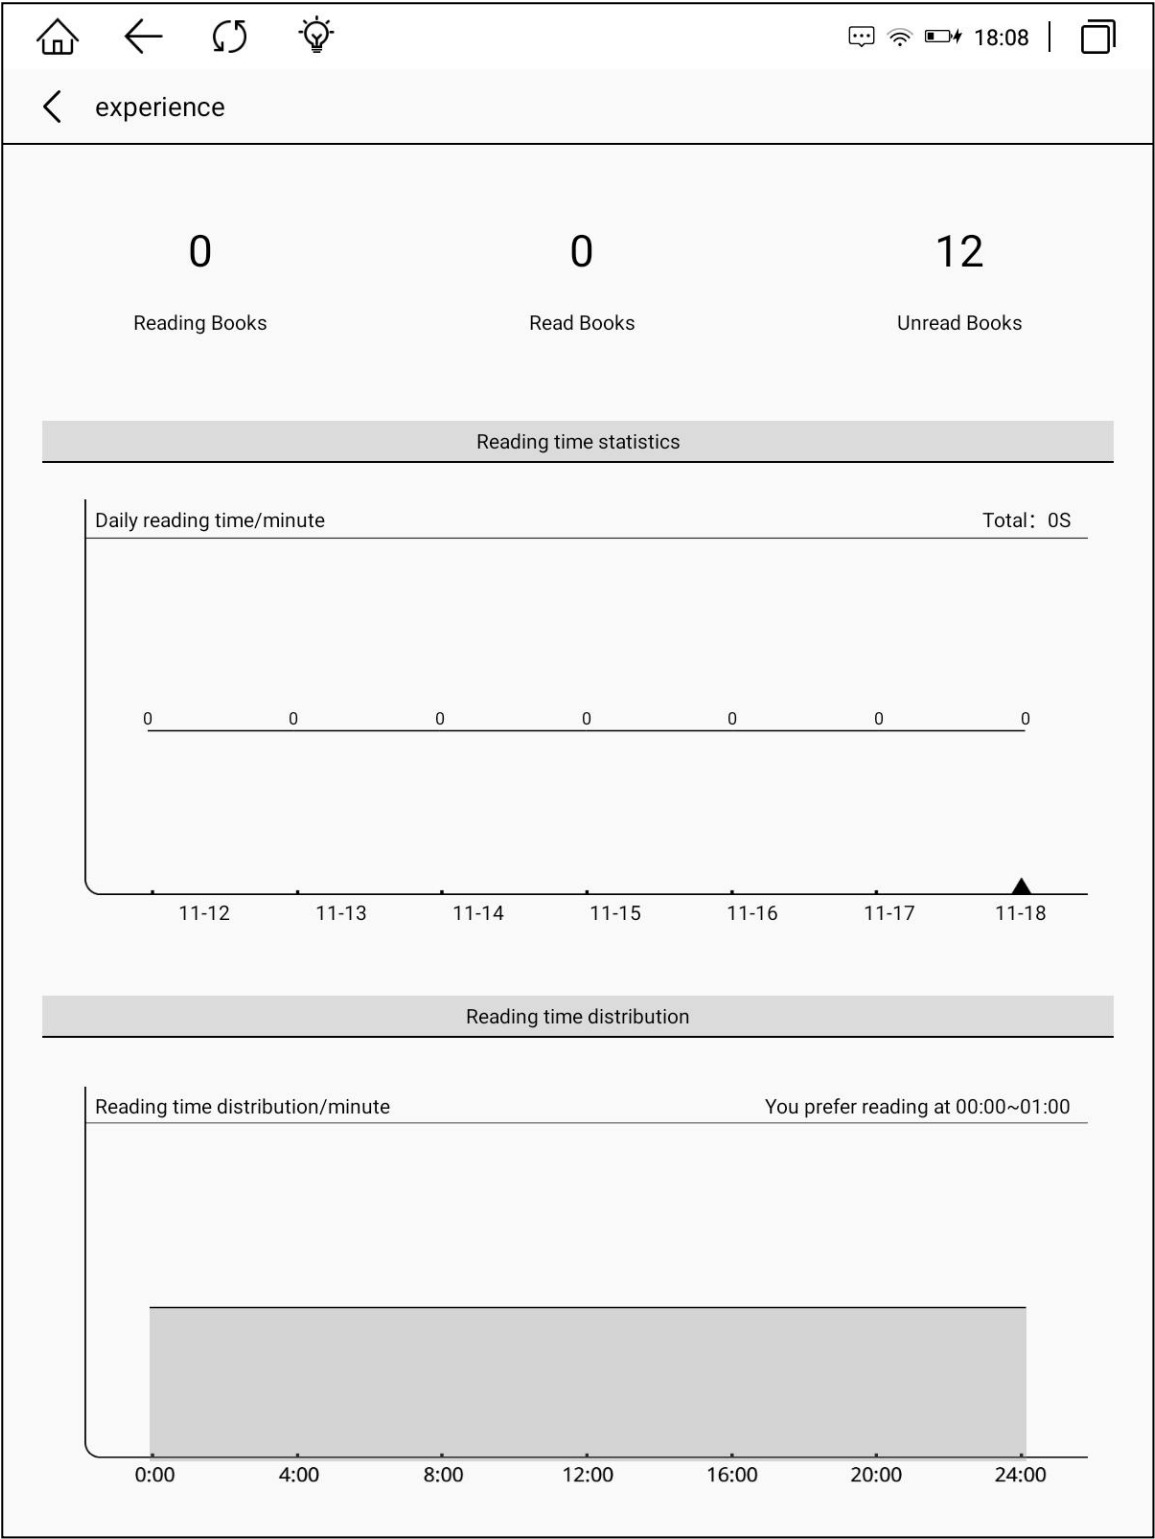 18:08
experience
0 0 12
Reading Books Read Books Unread Books
Reading time statistics
Daily reading time/minute Total： 0S
0 0 0 0 0 0 0
11-12 11-13 11-14 11-15 11-16 11-17 11-18
Reading time distribution
Reading time distribution/minute You prefer reading at 00:00~01:00
0:00 4:00 8:00 12:00 16:00 20:00 24:00